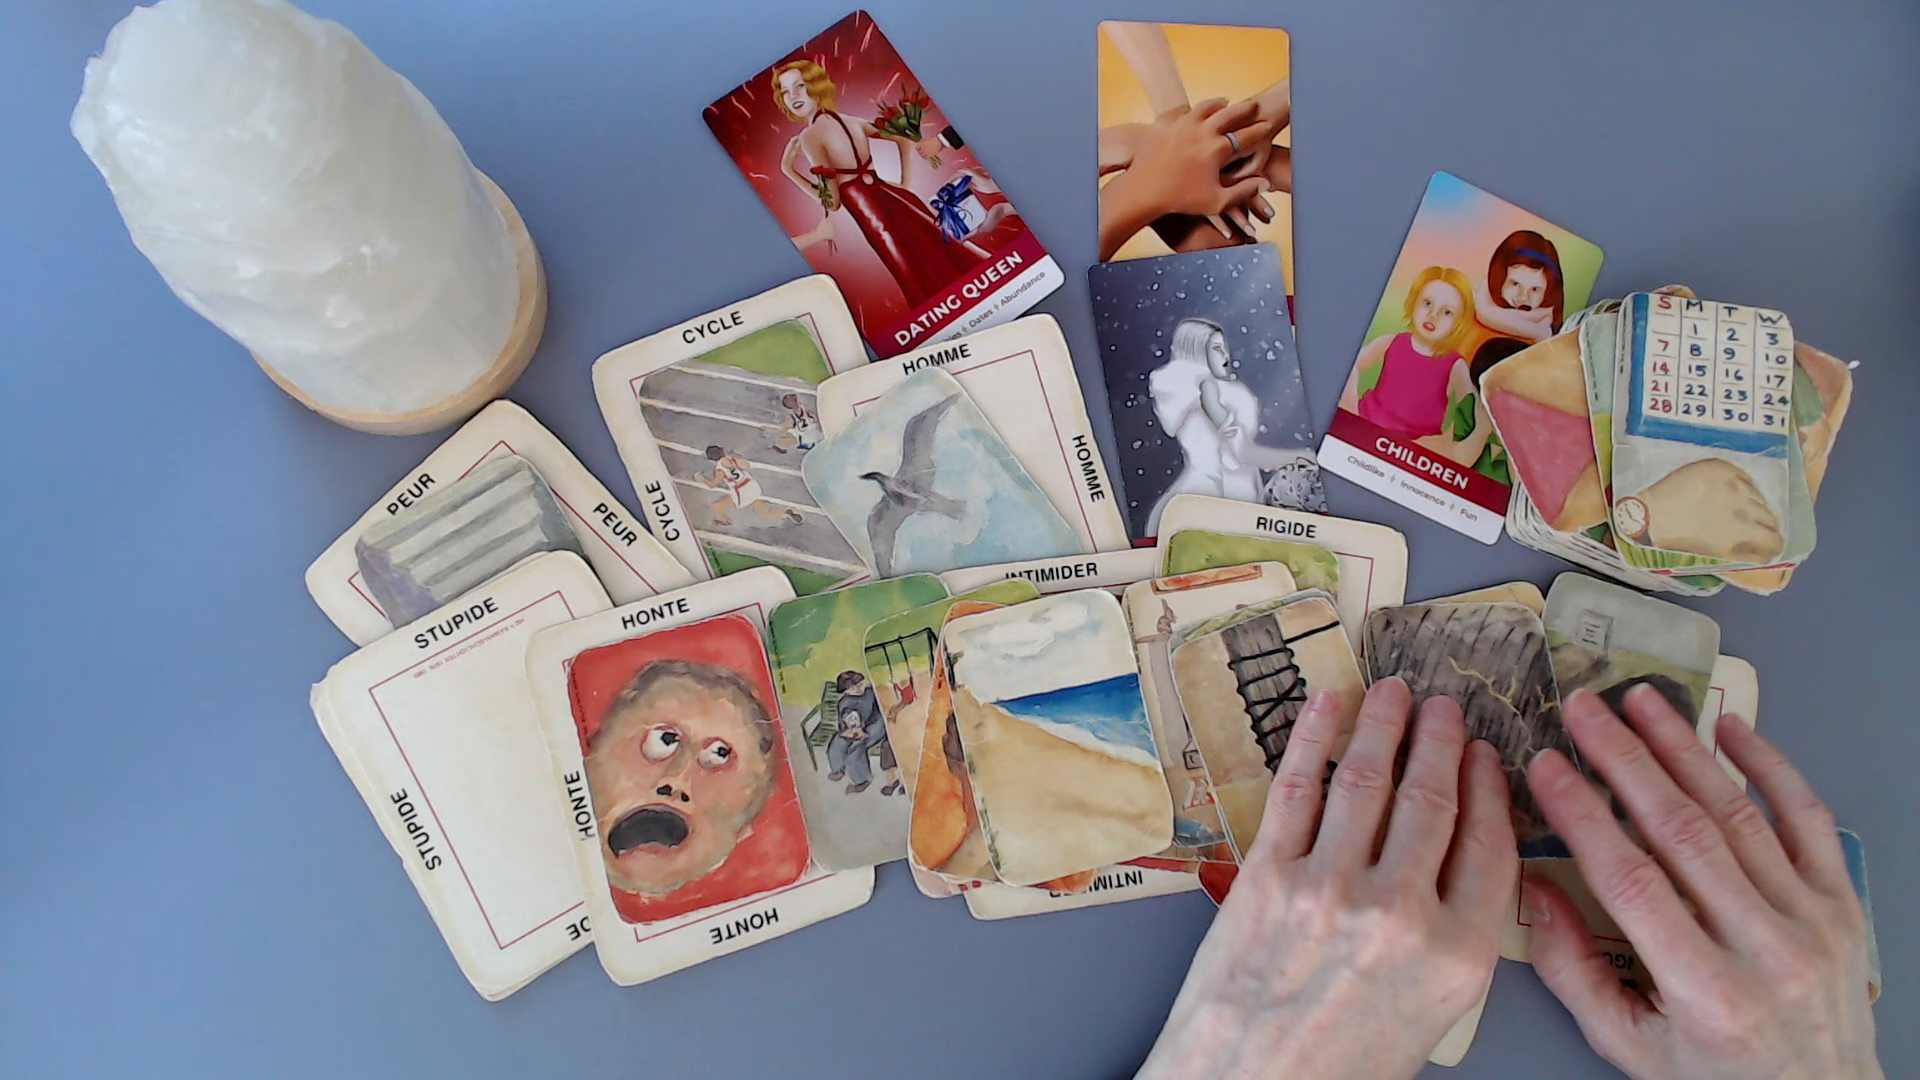 DATING QUEEN
Dates Abundance
CHILDREN
Childlike Innocence Fun
S M T W
1 2 3
7 8 9 10
14 15 16 17
21 22 23 24
28 29 30 31
CYCLE
CYCLE
HOMME
HOMME
PEUR
PEUR
5
2
RIGIDE
INTIMIDER
STUPIDE
STUPIDE
HONTE
HONTE
HONTE